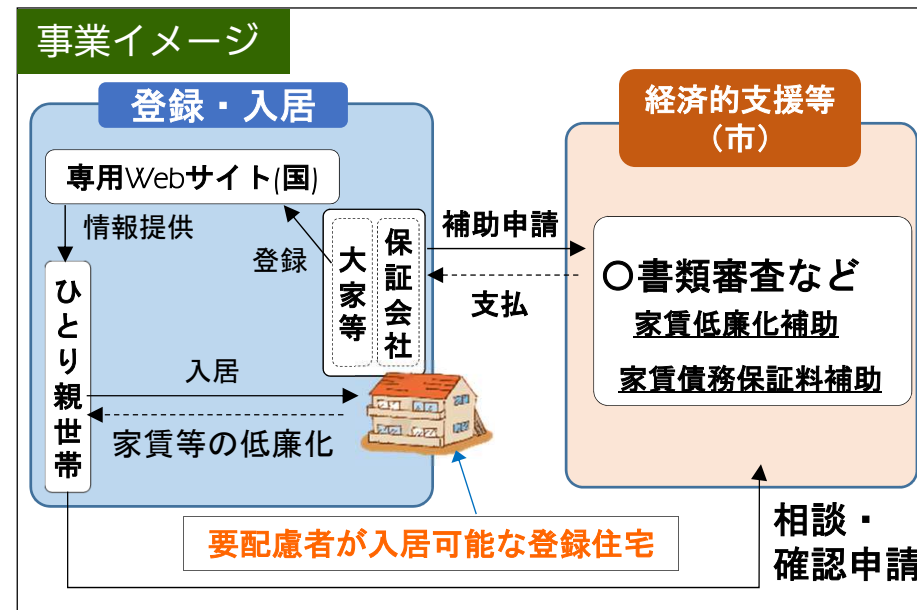 事業イメージ
登録・入居
経済的支援等
（市）
専用Webサイト(国)
情報提供
登録
大家等
保証会社
補助申請
支払
〇書類審査など
家賃低廉化補助
家賃債務保証料補助
ひとり親世帯
入居
家賃等の低廉化
要配慮者が入居可能な登録住宅
相談・
確認申請